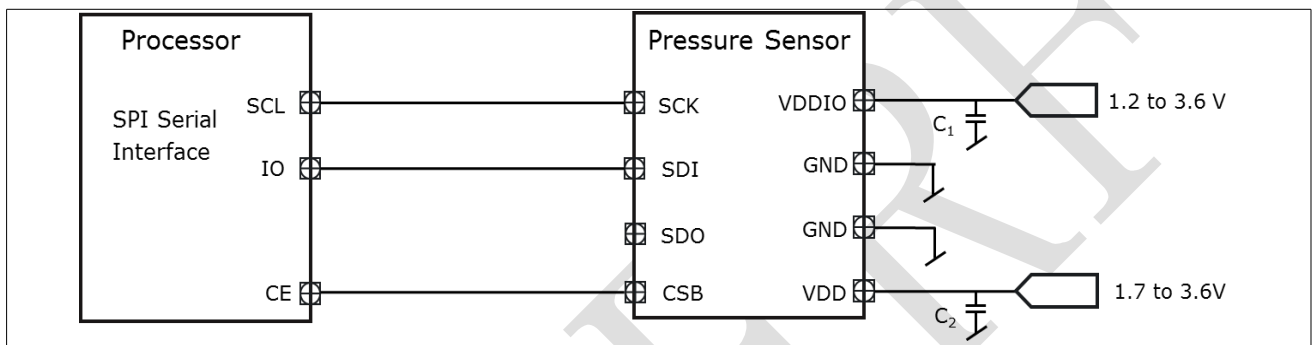 Processor
SPI Serial
Interface
SCL
IO
CE
Pressure Sensor
SCK
SDI
SDO
CSB
VDDIO
GND
GND
VDD
C1
1.2 to 3.6 V
C2
1.7 to 3.6V